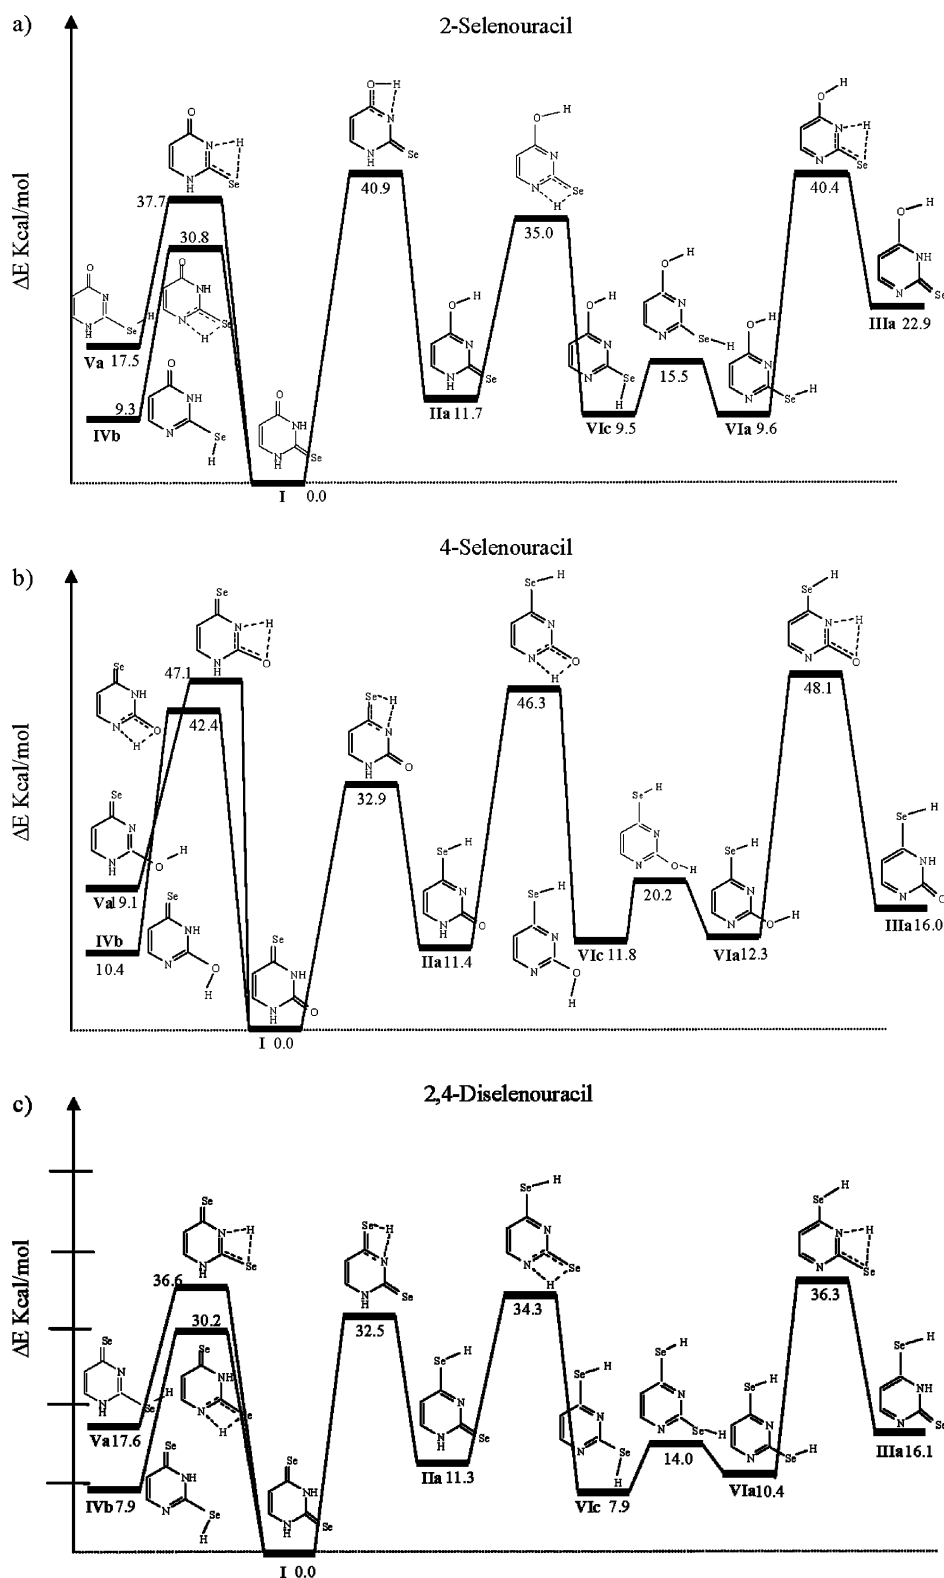 a)
2-Selenouracil
ΔE Kcal/mol
37.7
30.8
40.9
35.0
40.4
Va 17.5
9.3
IVb
I 0.0
IIa 11.7
VIc 9.5
15.5
VIa 9.6
IIIa 22.9
b)
4-Selenouracil
ΔE Kcal/mol
47.1
42.4
32.9
46.3
48.1
Va 19.1
IVb
10.4
I 0.0
IIa 11.4
VIc 11.8
20.2
VIa 12.3
IIIa 16.0
c)
2,4-Diselenouracil
ΔE Kcal/mol
36.6
30.2
32.5
34.3
36.3
Va 17.6
IVb 7.9
I 0.0
IIa 11.3
VIc 7.9
14.0
VIa 10.4
IIIa 16.1